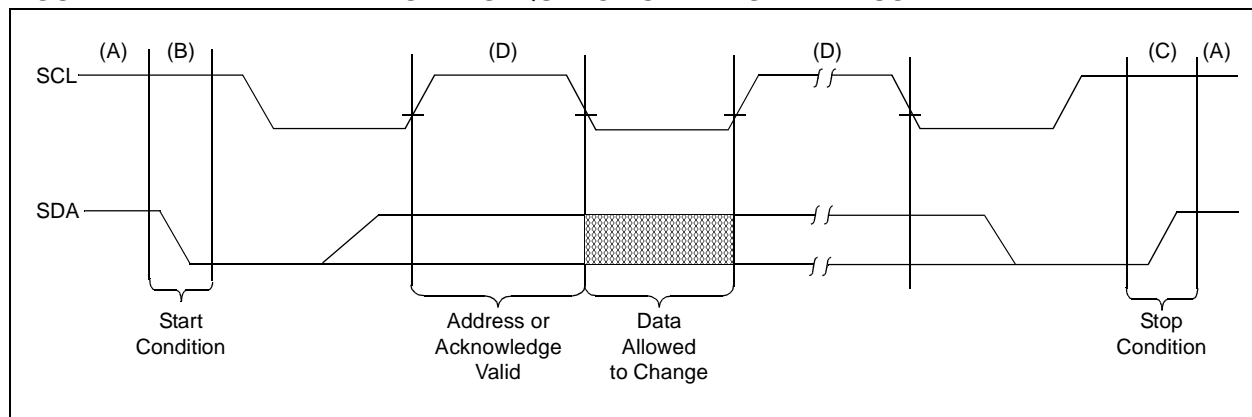 (A) (B) (D) (D) (C) (A)
SCL
SDA
Start
Condition
Address or
Acknowledge
Valid
Data
Allowed
to Change
Stop
Condition